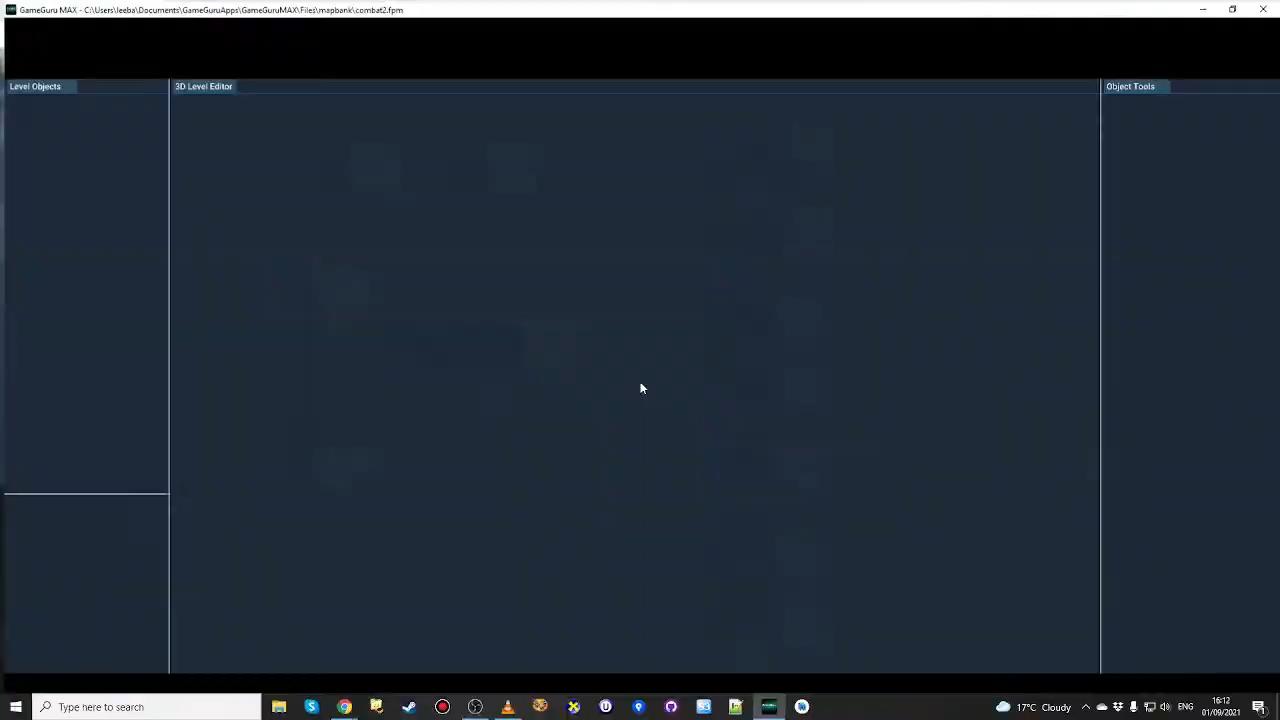 GameGuru MAX - C:\Users\leeba\Documents\GameGuruApps\GameGuruMAX\Files\mapbank\combat2.fpm
Level Objects
3D Level Editor
Object Tools
Type here to search
17°C Cloudy
ENG
16:12
01/09/2021